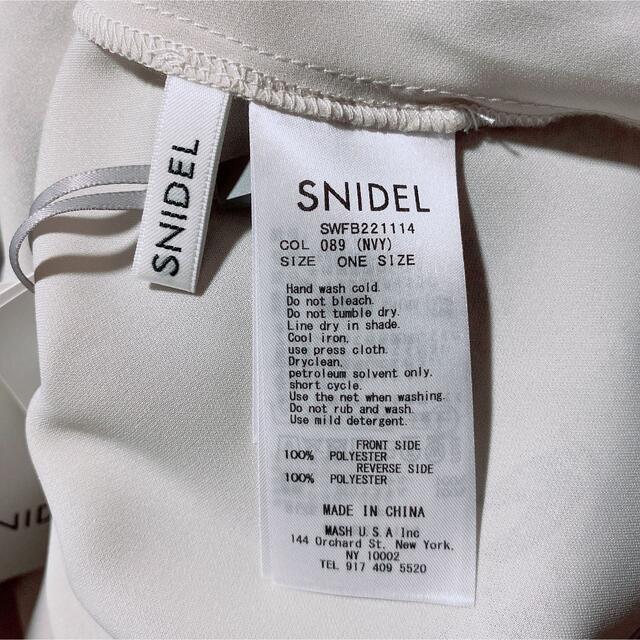 SNIDEL
SNIDEL
SWFB221114
COL 089 (NVY)
SIZE ONE SIZE
Hand wash cold.
Do not bleach.
Do not tumble dry.
Line dry in shade.
Cool iron,
use press cloth.
Dryclean,
petroleum solvent only.
short cycle.
Use the net when washing.
Do not rub and wash.
Use mild detergent.
FRONT SIDE
100% POLYESTER
REVERSE SIDE
100% POLYESTER
MADE IN CHINA
MASH U.S.A Inc
144 Orchard St, New York,
NY 10002
TEL 917 409 5520
NIDEL